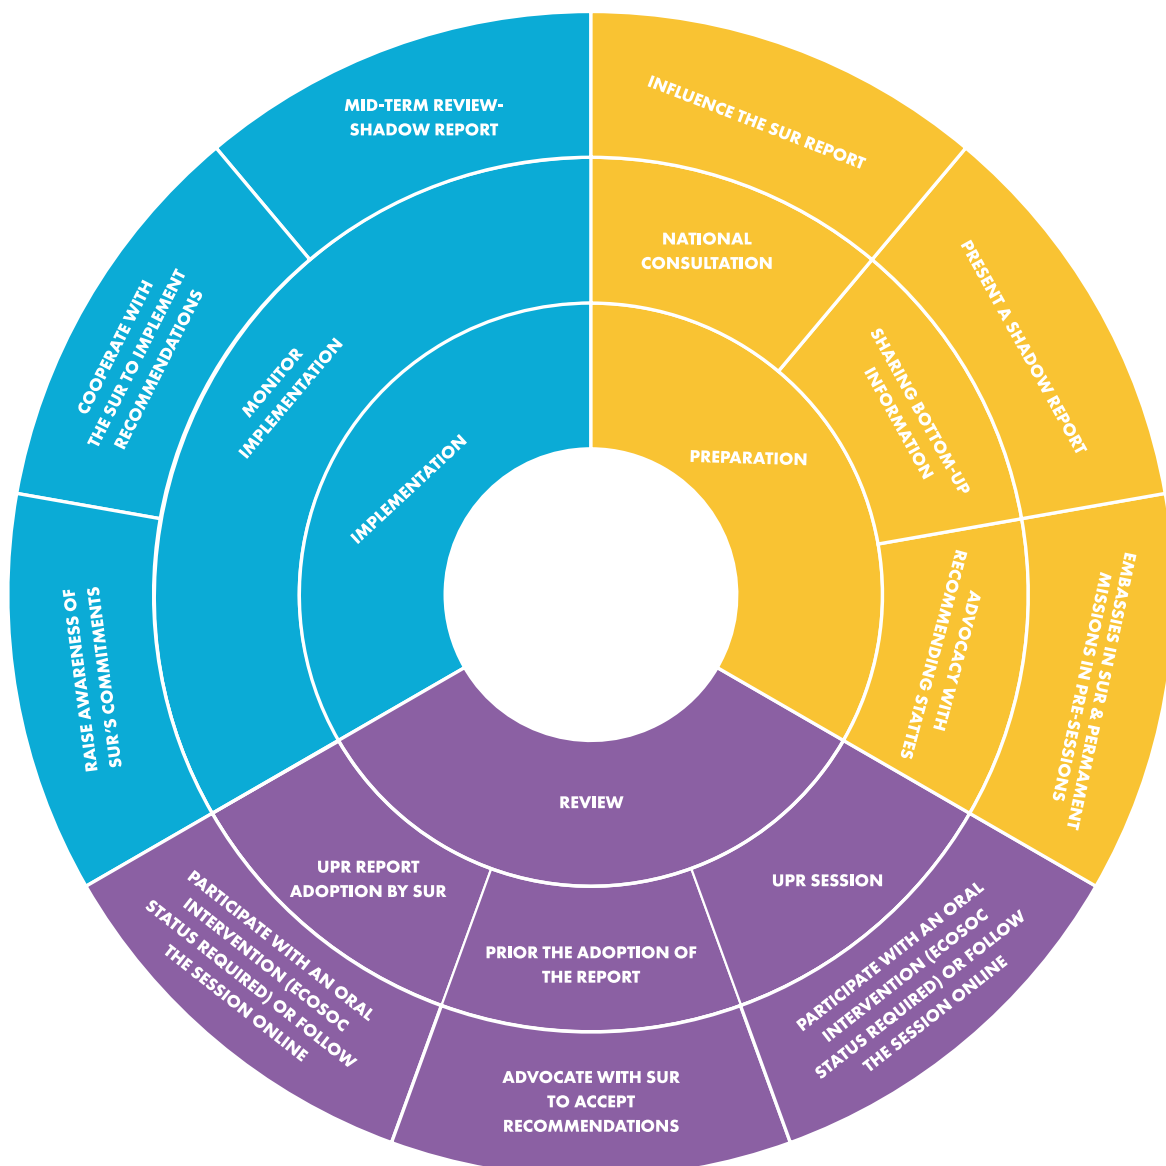 INFLUENCE THE SUR REPORT
NATIONAL
CONSULTATION
PREPARATION
PRESENT A SHADOW REPORT
SHARING BOTTOM-UP
INFORMATION
EMBASSIES IN SUR & PERMAMENT
MISSIONS IN PRE-SESSIONS
ADVOCACY WITH
RECOMMENDING STATTES
REVIEW
UPR SESSION
PARTICIPATE WITH AN ORAL
INTERVENTION (ECOSOC
STATUS REQUIRED) OR FOLLOW
THE SESSION ONLINE
PRIOR THE ADOPTION OF
THE REPORT
ADVOCATE WITH SUR
TO ACCEPT
RECOMMENDATIONS
UPR REPORT
ADOPTION BY SUR
PARTICIPATE WITH AN ORAL
INTERVENTION (ECOSOC
STATUS REQUIRED) OR FOLLOW
THE SESSION ONLINE
IMPLEMENTATION
MONITOR
IMPLEMENTATION
RAISE AWARENESS OF
SUR'S COMMITMENTS
COOPERATE WITH
THE SUR TO IMPLEMENT
RECOMMENDATIONS
MID-TERM REVIEW-
SHADOW REPORT